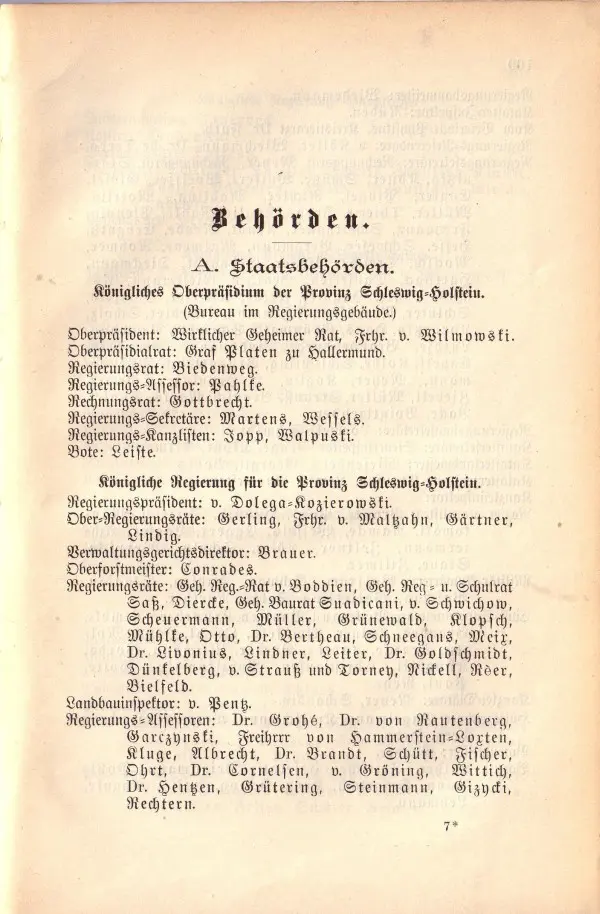 Behörden.
A. Staatsbehörden.
Königliches Oberpräsidium der Provinz Schleswig-Holstein.
(Bureau im Regierungsgebäude.)
Oberpräsident: Wirklicher Geheimer Rat, Frhr. v. Wilmowski.
Oberpräsidialrat: Graf Platen zu Hallermund.
Regierungsrat: Biedenweg.
Regierungs-Assessor: Pahlke.
Rechnungsrat: Gottbrecht.
Regierungs-Sekretäre: Martens, Wessels.
Regierungs-Kanzlisten: Jopp, Walpuski.
Bote: Leiste.
Königliche Regierung für die Provinz Schleswig-Holstein.
Regierungspräsident: v. Dolega-Kozierowski.
Ober-Regierungsräte: Gerling, Frhr. v. Maltzahn, Gärtner,
Lindig.
Verwaltungsgerichtsdirektor: Brauer.
Oberforstmeister: Conrades.
Regierungsräte: Geh. Reg.-Rat v. Boddien, Geh. Reg- u. Schulrat
Saß, Diercke, Geh. Baurat Suadicani, v. Schwichow,
Scheuermann, Müller, Grünewald, Klopsch,
Mühlke, Otto, Dr. Bertheau, Schneegans, Meix,
Dr. Livonius, Lindner, Leiter, Dr. Goldschmidt,
Dünkelberg, v. Strauß und Torney, Nickell, Röer,
Bielfeld.
Landbauinspektor: v. Pentz.
Regierungs-Assessoren: Dr. Grohé, Dr. von Rautenberg,
Garczynski, Freihrrr von Hammerstein-Loxten,
Kluge, Albrecht, Dr. Brandt, Schütt, Fischer,
Ohrt, Dr. Cornelsen, v. Gröning, Wittich,
Dr. Hentzen, Grütering, Steinmann, Gizycki,
Rechtern.
7*